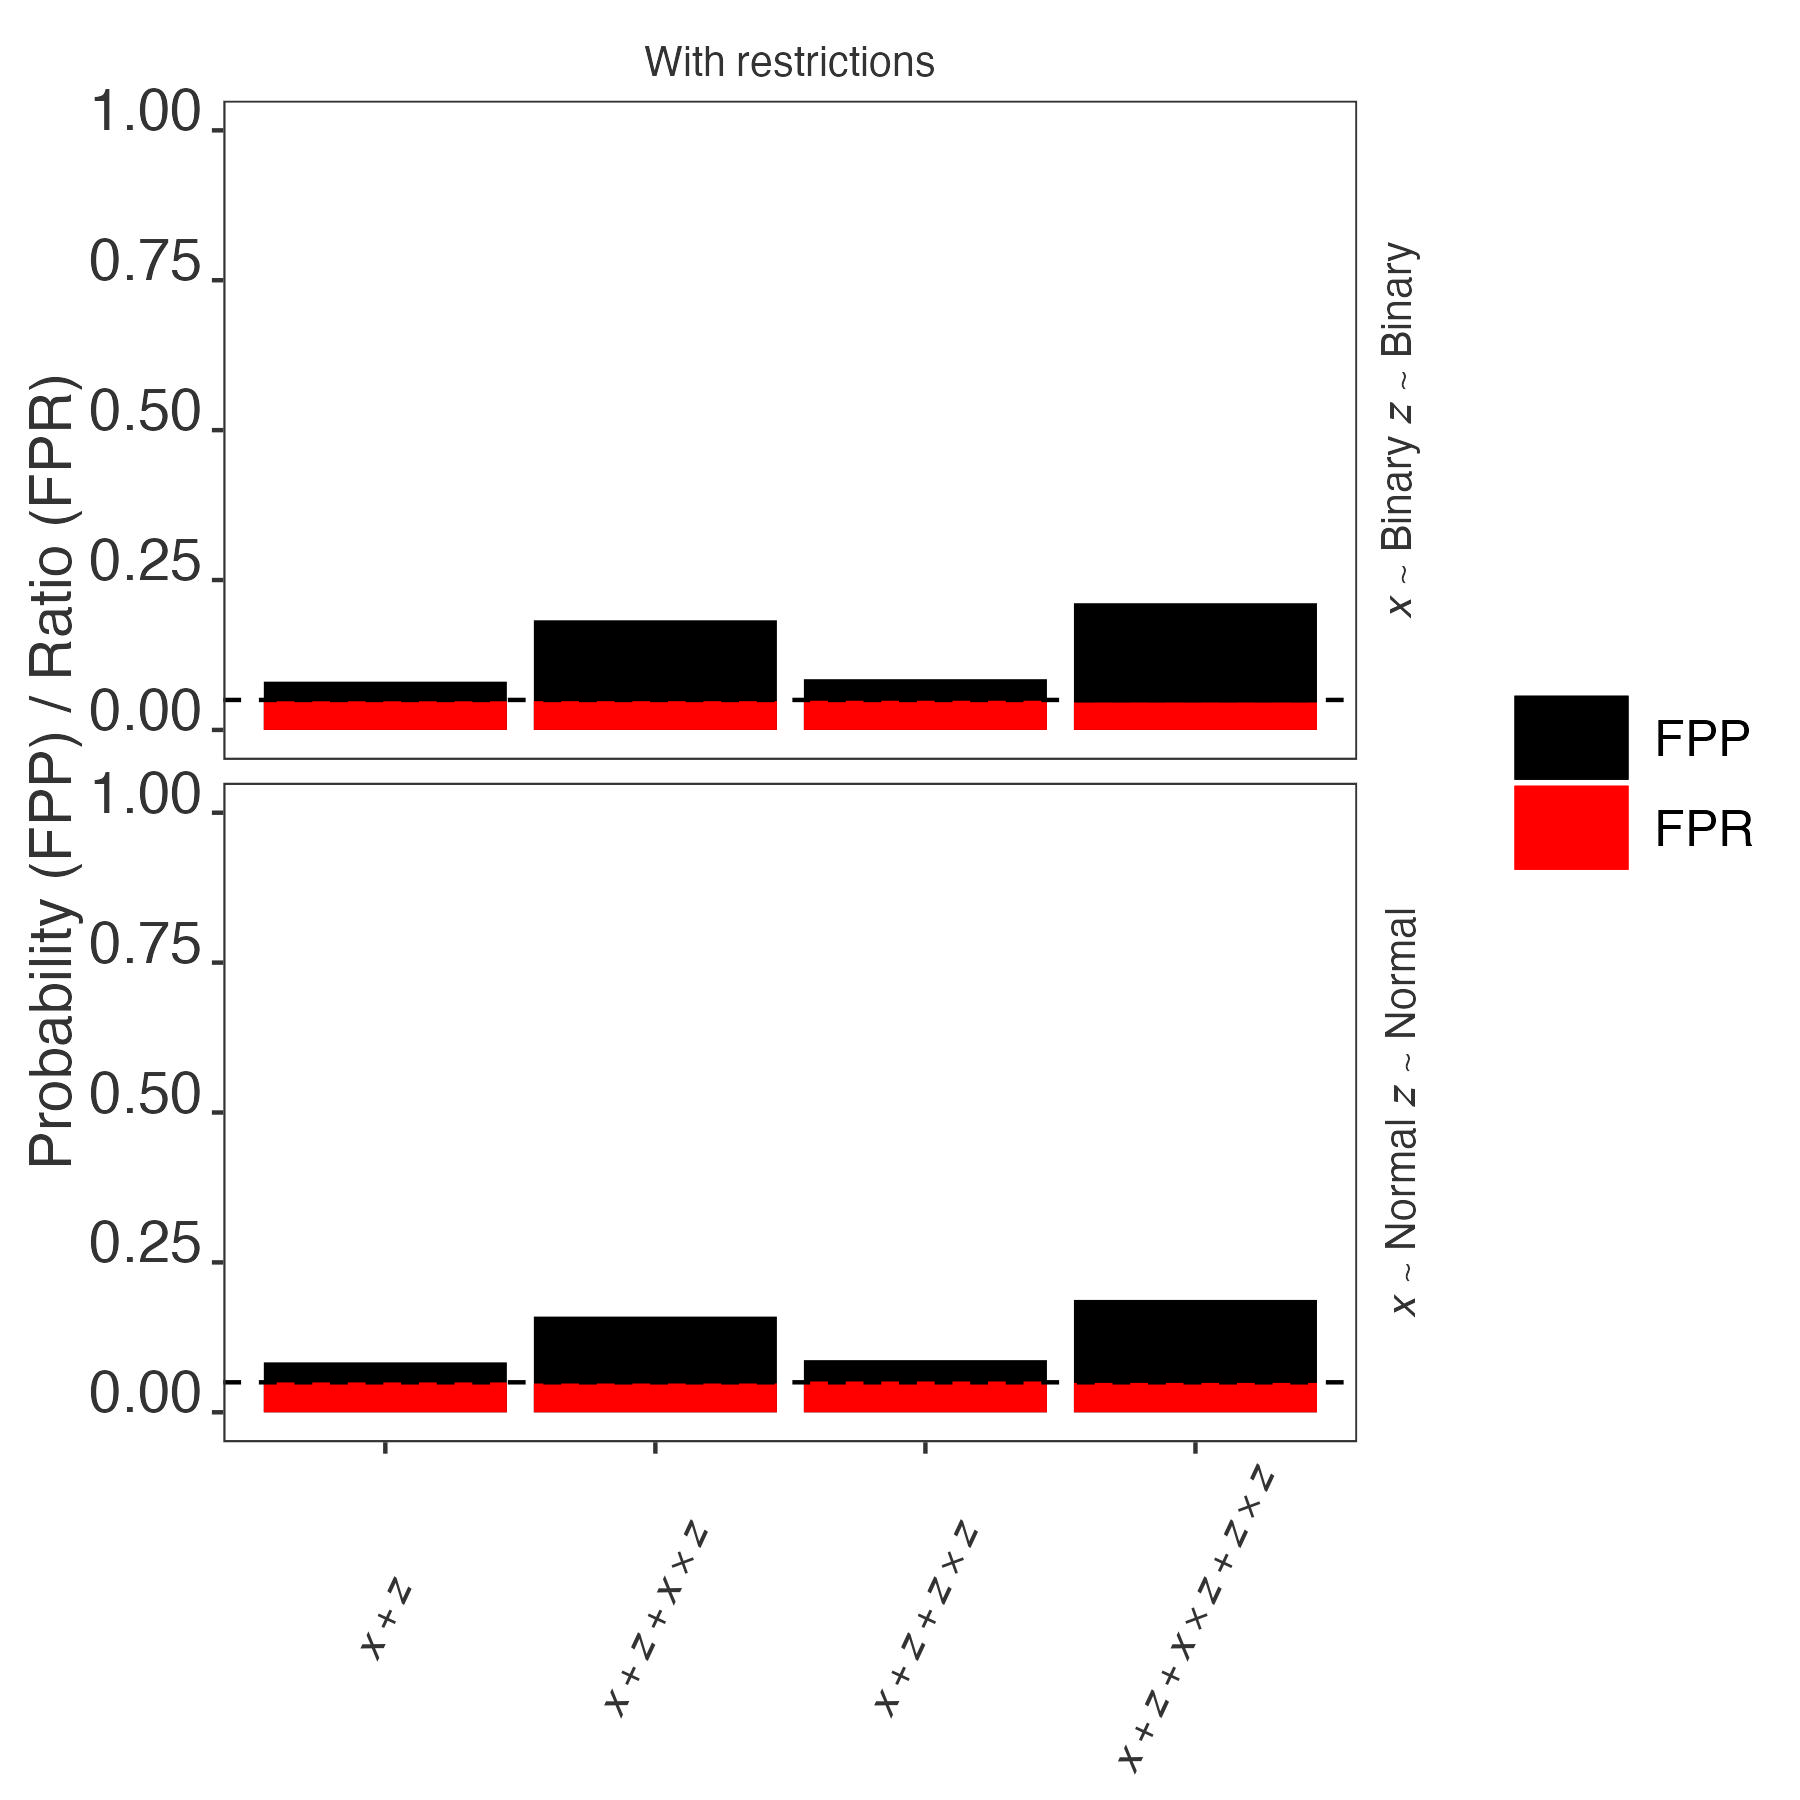 With restrictions
Probability (FPP) / Ratio (FPR)
1.00
0.75
0.50
0.25
0.00
x ~ Binary z ~ Binary
1.00
0.75
0.50
0.25
0.00
x ~ Normal z ~ Normal
x + z
x + z + x × z
x + z + z × z
x + z + x × z + z × z
FPP
FPR